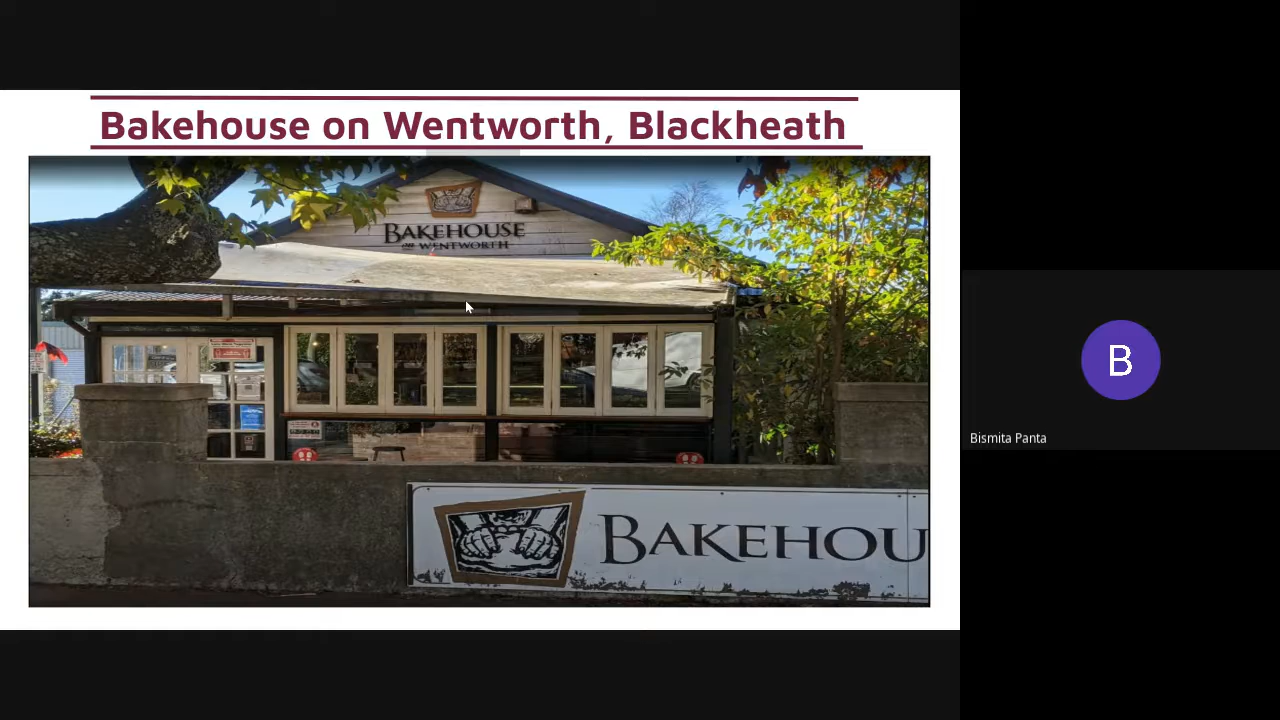 Bakehouse on Wentworth, Blackheath
BAKEHOUSE
ON WENTWORTH
BAKEHOU
B
Bismita Panta